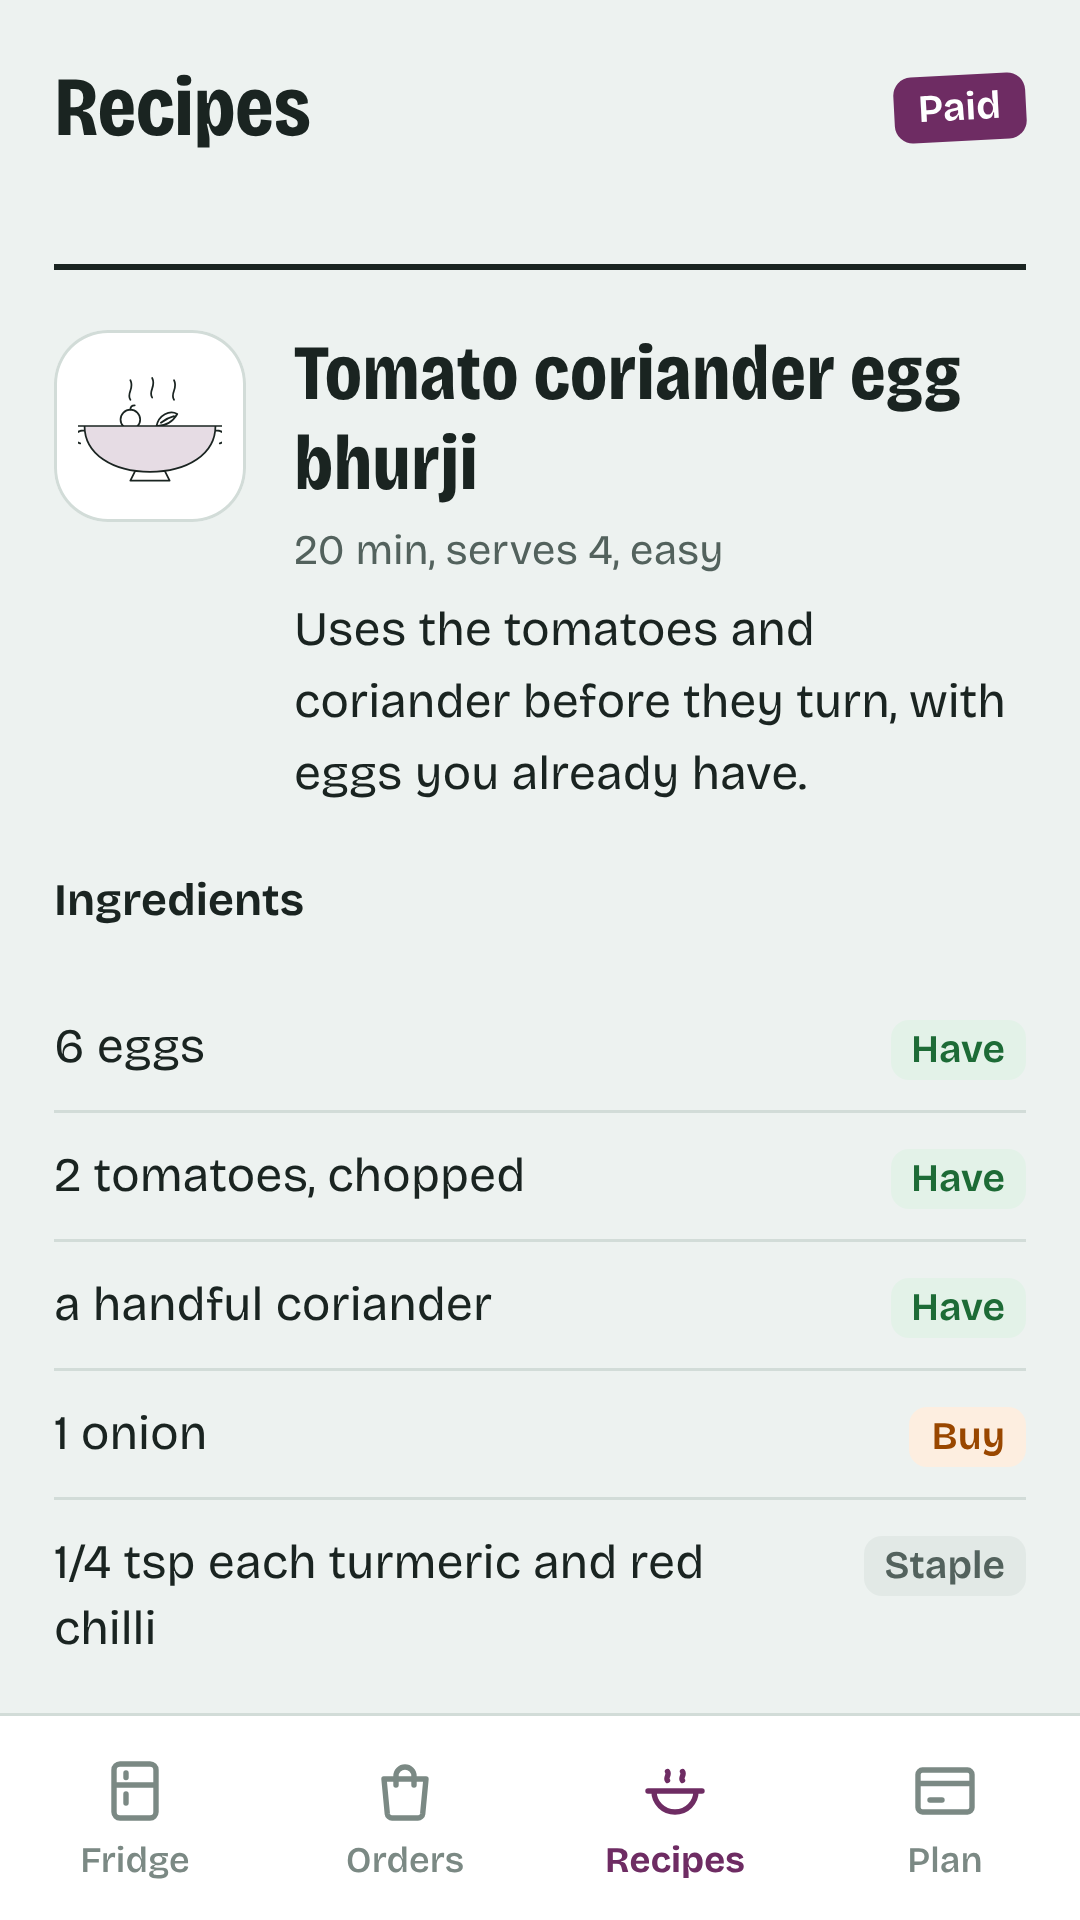 Recipes
Paid
Tomato coriander egg
bhurji
20 min, serves 4, easy
Uses the tomatoes and
coriander before they turn, with
eggs you already have.
Ingredients
6 eggs
Have
2 tomatoes, chopped
Have
a handful coriander
Have
1 onion
Buy
1/4 tsp each turmeric and red
chilli
Staple
Fridge
Orders
Recipes
Plan